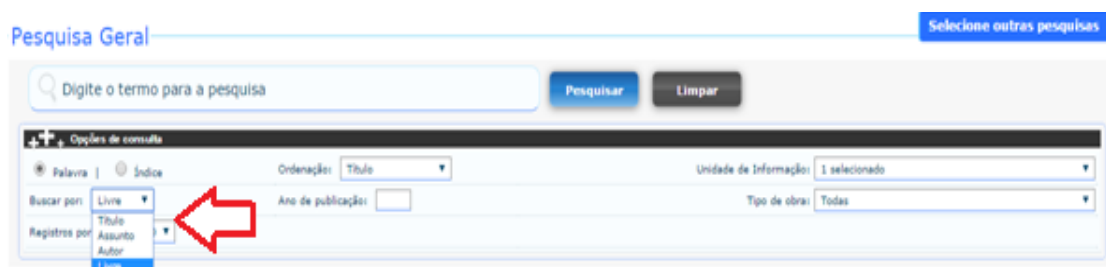 Selecione outras pesquisas
Pesquisa Geral
Digite o termo para a pesquisa
Pesquisar
Limpar
Opções de consulta
Palavra | Índice
Ordenação: Título
Unidade de Informação: 1 selecionado
Buscar por: Livre
Ano de publicação:
Tipo de obra: Todas
Título
Registros por
Assunto
Autor
Livre